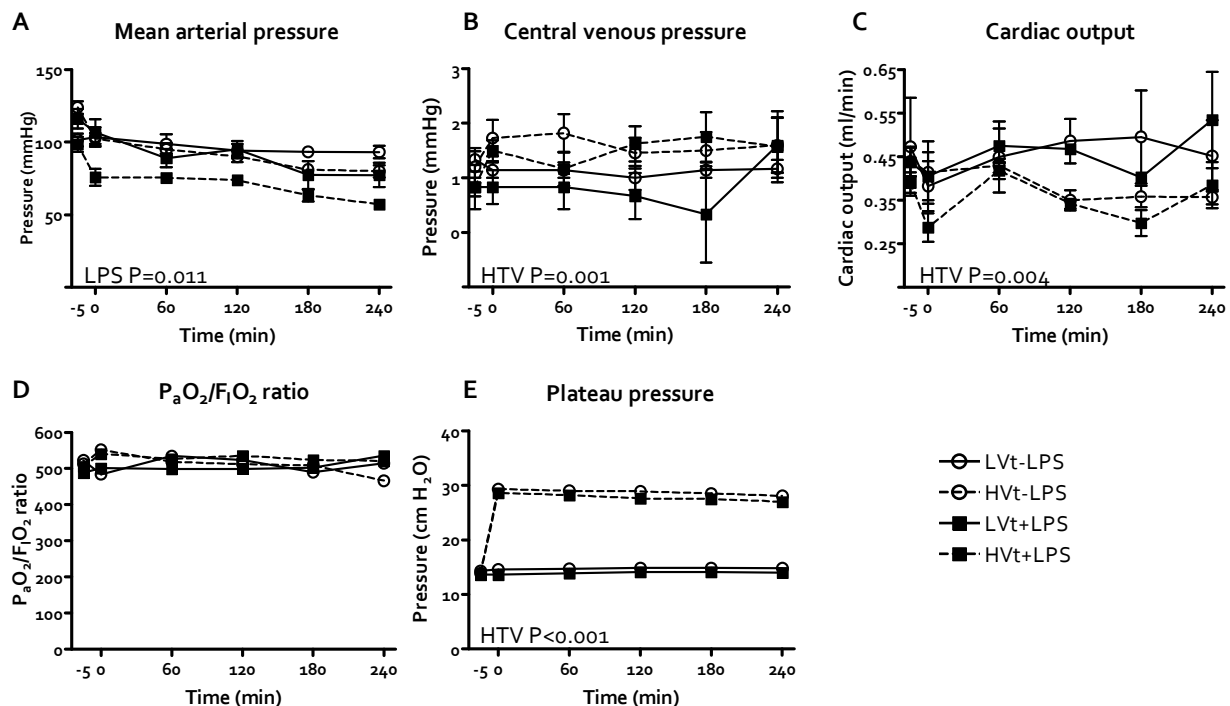 A
Mean arterial pressure
150
100
50
Pressure (mmHg)
LPS P=0.011
-5 0 60 120 180 240
Time (min)
B
Central venous pressure
3
2
1
0
Pressure (mmHg)
HTV P=0.001
-5 0 60 120 180 240
Time (min)
C
Cardiac output
0.65
0.55
0.45
0.35
0.25
Cardiac output (ml/min)
HTV P=0.004
-5 0 60 120 180 240
Time (min)
D
PaO2/FIO2 ratio
600
500
400
300
200
100
0
PaO2/FIO2 ratio
-5 0 60 120 180 240
Time (min)
E
Plateau pressure
40
30
20
10
0
Pressure (cm H2O)
HTV P<0.001
-5 0 60 120 180 240
Time (min)
LVt-LPS
HVt-LPS
LVt+LPS
HVt+LPS